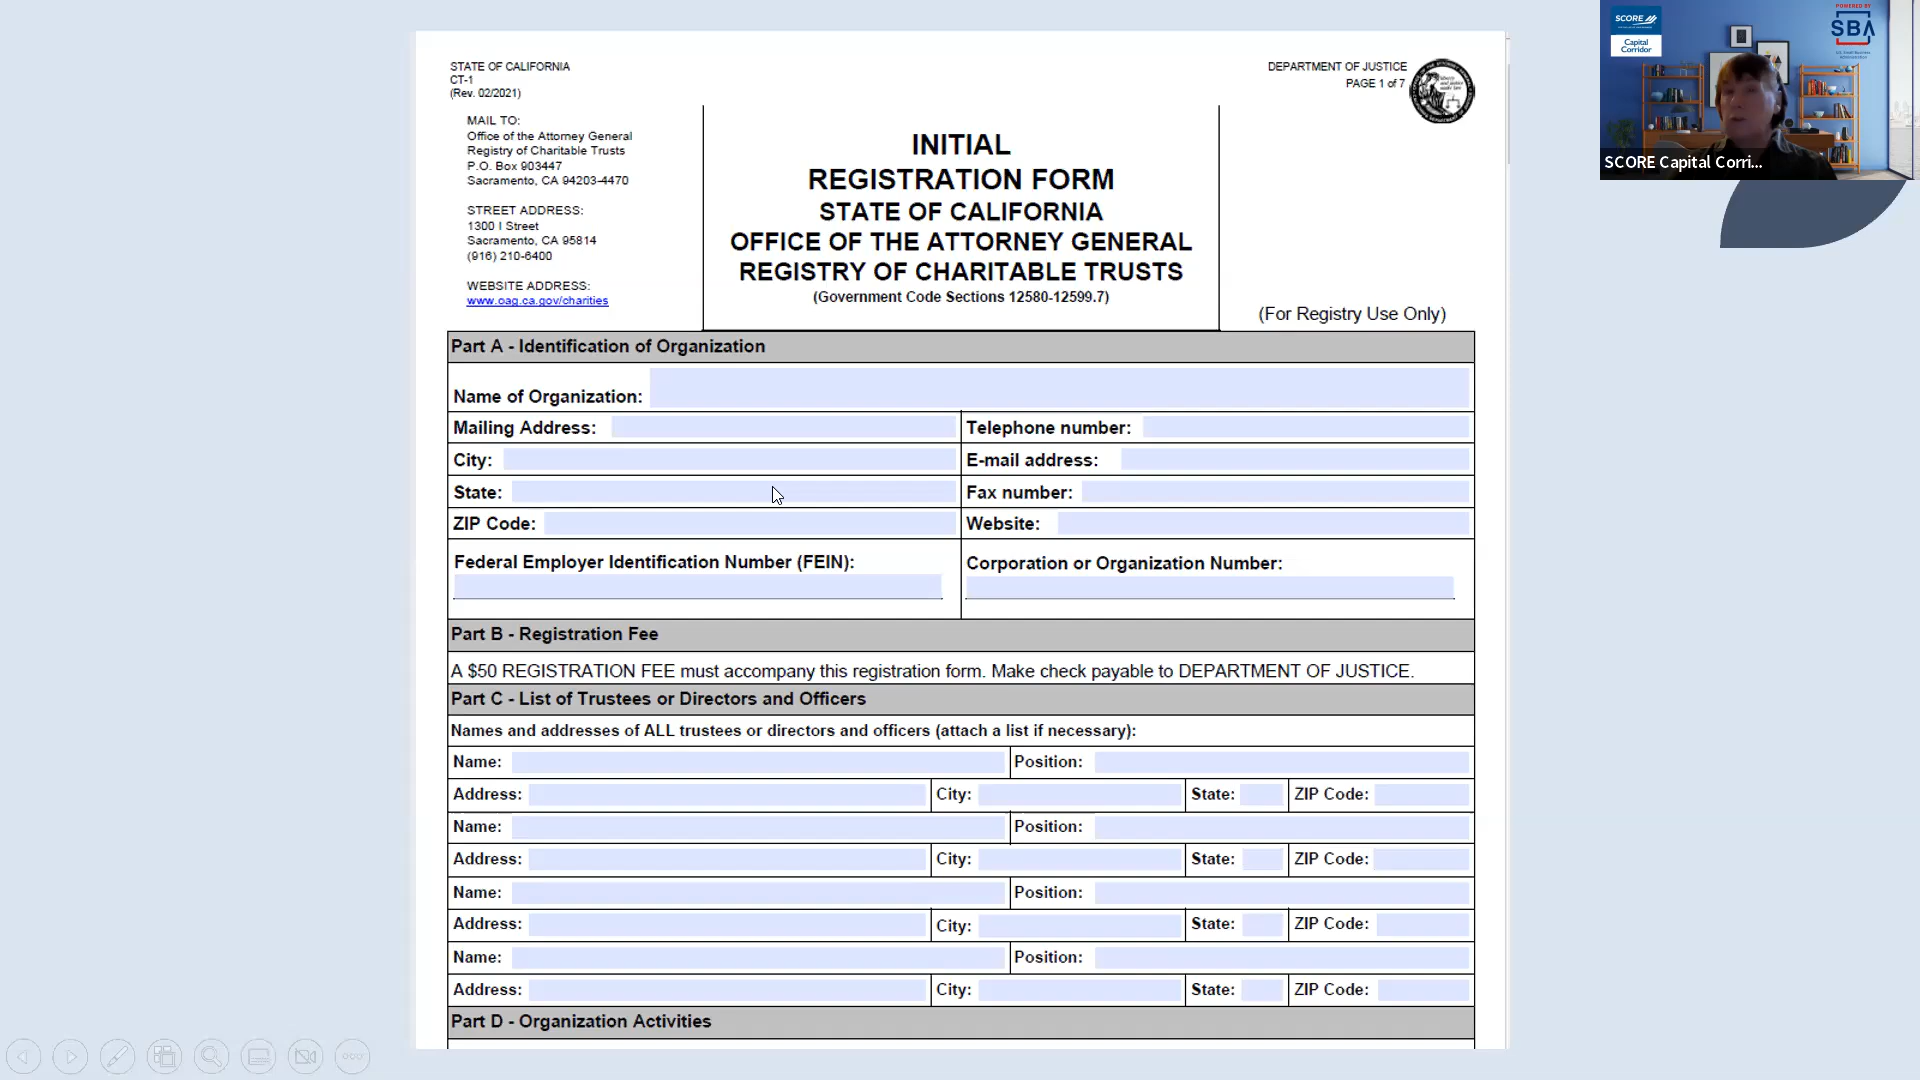 STATE OF CALIFORNIA
CT-1
(Rev. 02/2021)
DEPARTMENT OF JUSTICE
PAGE 1 of 7
MAIL TO:
Office of the Attorney General
Registry of Charitable Trusts
P.O. Box 903447
Sacramento, CA 94203-4470
STREET ADDRESS:
1300 I Street
Sacramento, CA 95814
(916) 210-6400
WEBSITE ADDRESS:
www.oag.ca.gov/charities
INITIAL
REGISTRATION FORM
STATE OF CALIFORNIA
OFFICE OF THE ATTORNEY GENERAL
REGISTRY OF CHARITABLE TRUSTS
(Government Code Sections 12580-12599.7)
(For Registry Use Only)
Part A - Identification of Organization
Name of Organization:
Mailing Address: Telephone number:
City: E-mail address:
State: Fax number:
ZIP Code: Website:
Federal Employer Identification Number (FEIN): Corporation or Organization Number:
Part B - Registration Fee
A $50 REGISTRATION FEE must accompany this registration form. Make check payable to DEPARTMENT OF JUSTICE.
Part C - List of Trustees or Directors and Officers
Names and addresses of ALL trustees or directors and officers (attach a list if necessary):
Name: Position:
Address: City: State: ZIP Code:
Name: Position:
Address: City: State: ZIP Code:
Name: Position:
Address: City: State: ZIP Code:
Name: Position:
Address: City: State: ZIP Code:
Part D - Organization Activities
SCORE
Capital
Corridor
POWERED BY
SBA
SCORE Capital Corri...